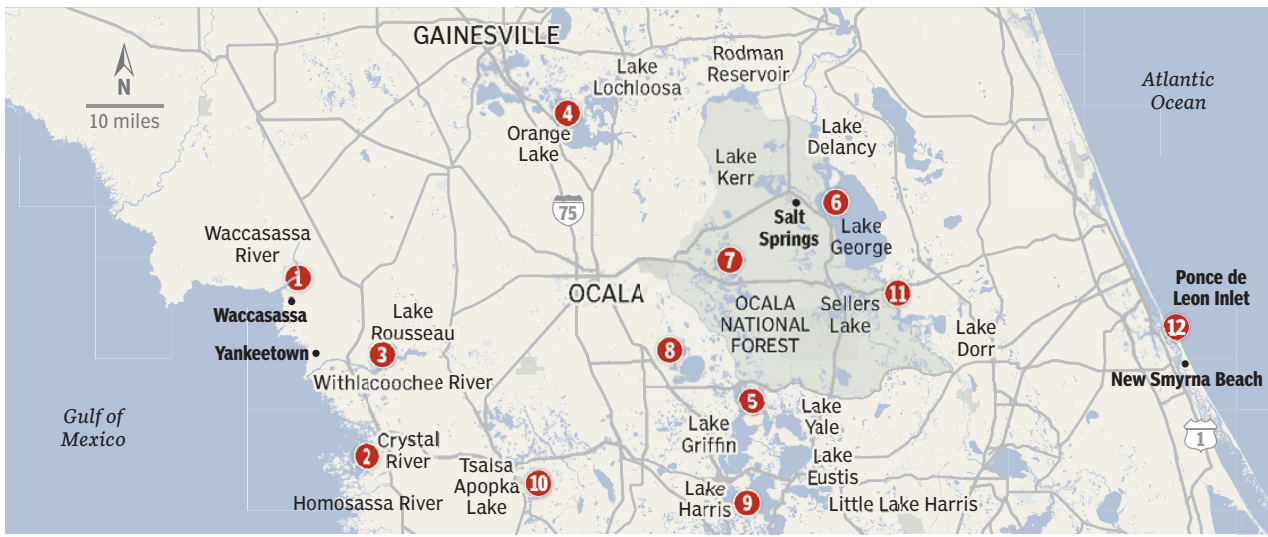 GAINESVILLE
N
10 miles
Lake
Lochloosa
Rodman
Reservoir
Atlantic
Ocean
4
Orange
Lake
Lake
Delancy
Lake
Kerr
75
6
Salt
Springs
Lake
George
Waccasassa
River
1
7
Waccasassa
OCALA
11
Ponce de
Leon Inlet
12
Lake
Rousseau
OCALA
NATIONAL
FOREST
Sellers
Lake
Lake
Dorr
Yankeetown
3
8
Withlacoochee River
New Smyrna Beach
5
Gulf of
Mexico
Lake
Griffin
Lake
Yale
1
2
Crystal
River
Tsalsa
Apopka
Lake
10
Lake
Eustis
Homosassa River
Lake
Harris
9
Little Lake Harris